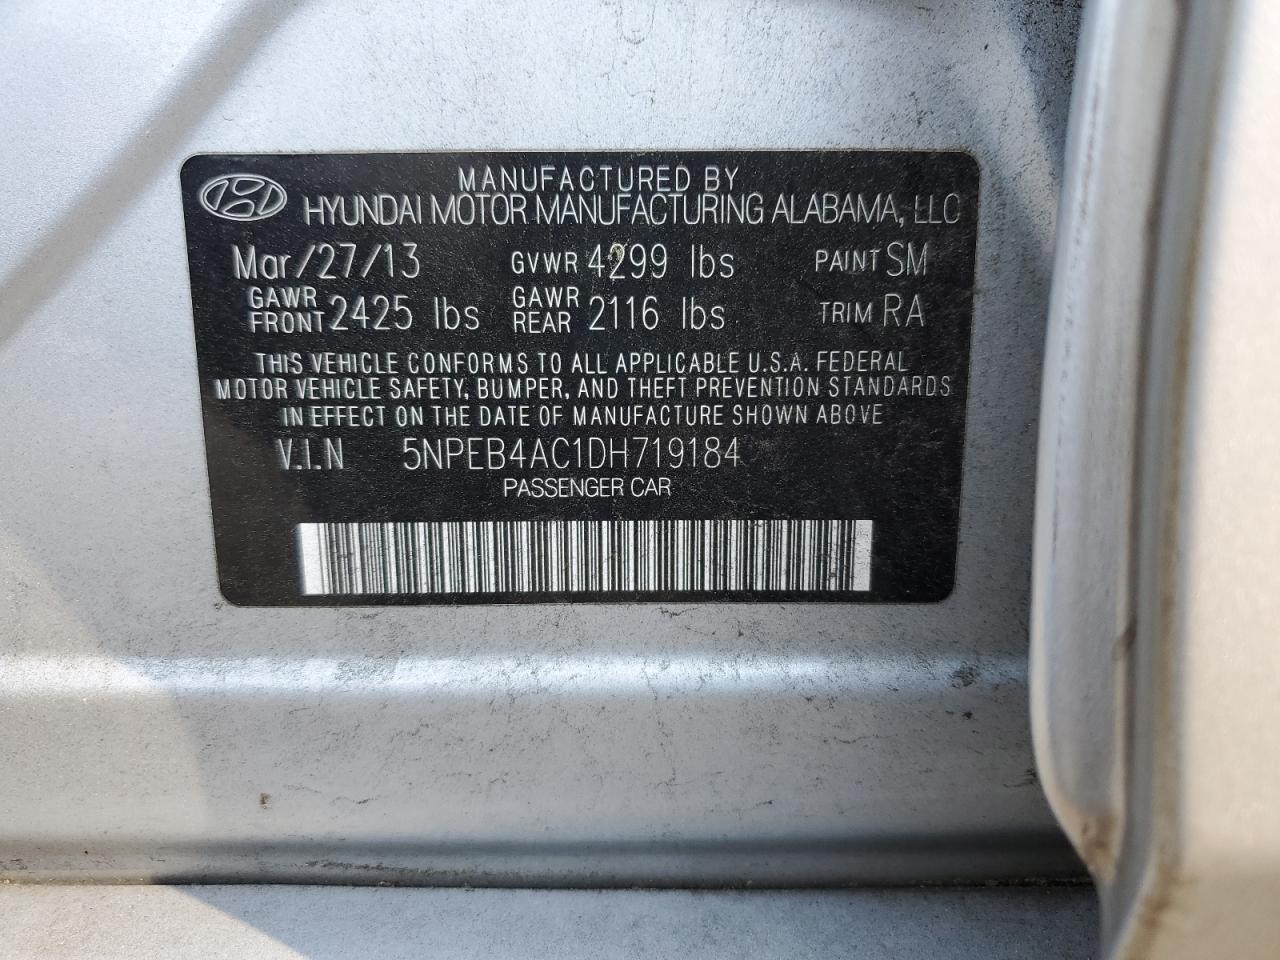 MANUFACTURED BY
HYUNDAI MOTOR MANUFACTURING ALABAMA, LLC
Mar/27/13 GVWR 4299 lbs PAINT SM
GAWR FRONT 2425 lbs GAWR REAR 2116 lbs TRIM RA
THIS VEHICLE CONFORMS TO ALL APPLICABLE U.S.A. FEDERAL
MOTOR VEHICLE SAFETY, BUMPER, AND THEFT PREVENTION STANDARDS
IN EFFECT ON THE DATE OF MANUFACTURE SHOWN ABOVE
V.I.N 5NPEB4AC1DH719184
PASSENGER CAR